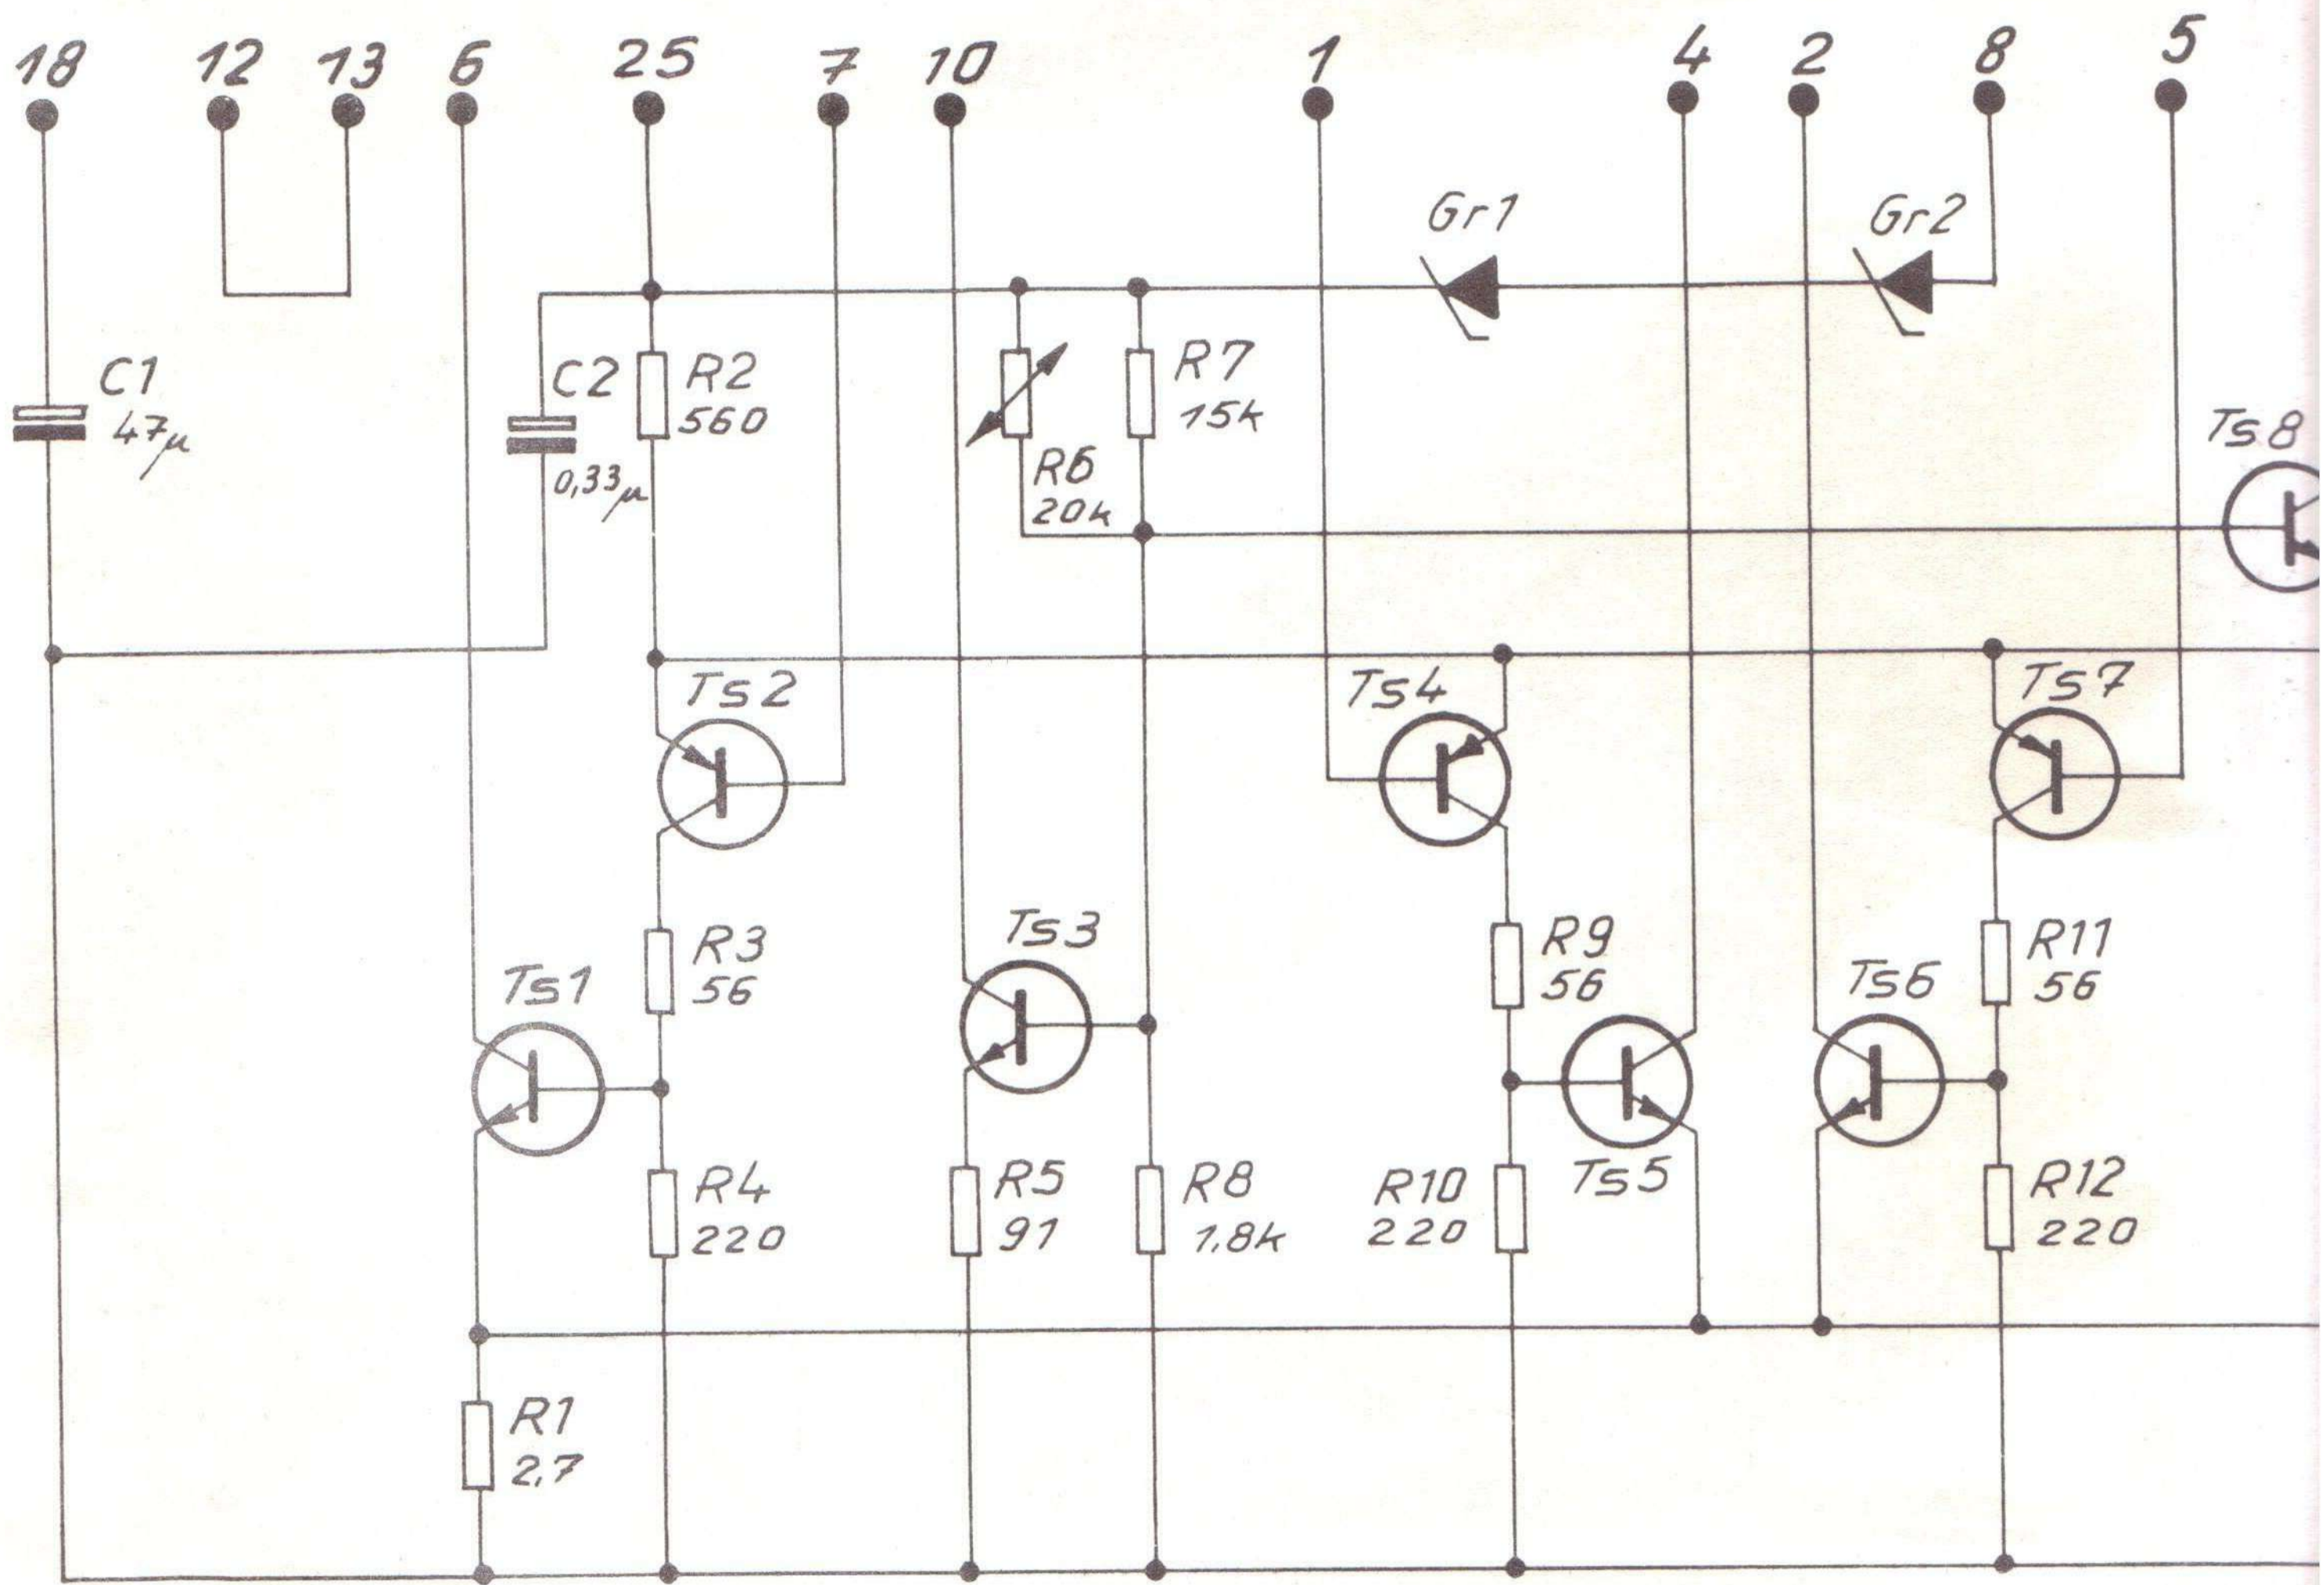 18 12 13 6 25 7 10 1 4 2 8 5
Gr1 Gr2
C1
47µ
C2
0,33µ
R2
560
R6
20k
R7
15k
Ts8
Ts2
Ts4
Ts7
Ts1
R3
56
Ts3
R9
56
Ts6
R11
56
R4
220
R5
91
R8
1,8k
R10
220
Ts5
R12
220
R1
2,7